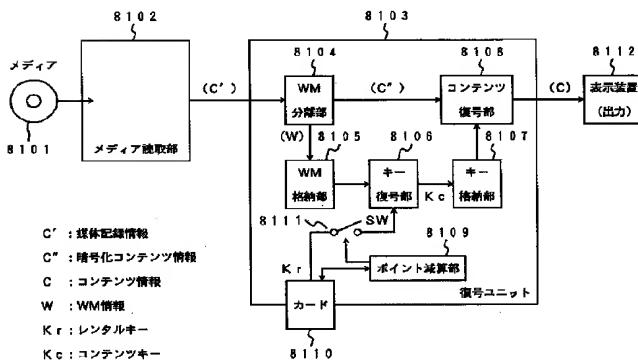 8102
8103
8104
8108
8112
メディア
(C')
WM
分離部
(C")
コンテンツ
復号部
(C)
表示装置
(出力)
8101
メディア読取部
(W)
8105
8106
8107
WM
格納部
キー
復号部
Kc
キー
格納部
8111
SW
8109
Kr
ポイント減算部
カード
復号ユニット
8110
C':媒体記録情報
C":暗号化コンテンツ情報
C:コンテンツ情報
W:WM情報
Kr:レンタルキー
Kc:コンテンツキー